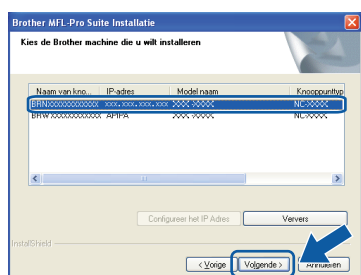 Brother MFL-Pro Suite Installatie
Kies de Brother machine die u wilt installeren
Naam van kno... IP-adres Model naam Knooppunttyp
BRNXXXXXXXXXXXX xxx.xxx.xxx.xxx XXX-XXXX NC-XXXX
BRWXXXXXXXXXXXX APIPA XXX-XXXX NC-XXXX
Configureer het IP Adres Ververs
InstallShield
< Vorige Volgende > Annuleren